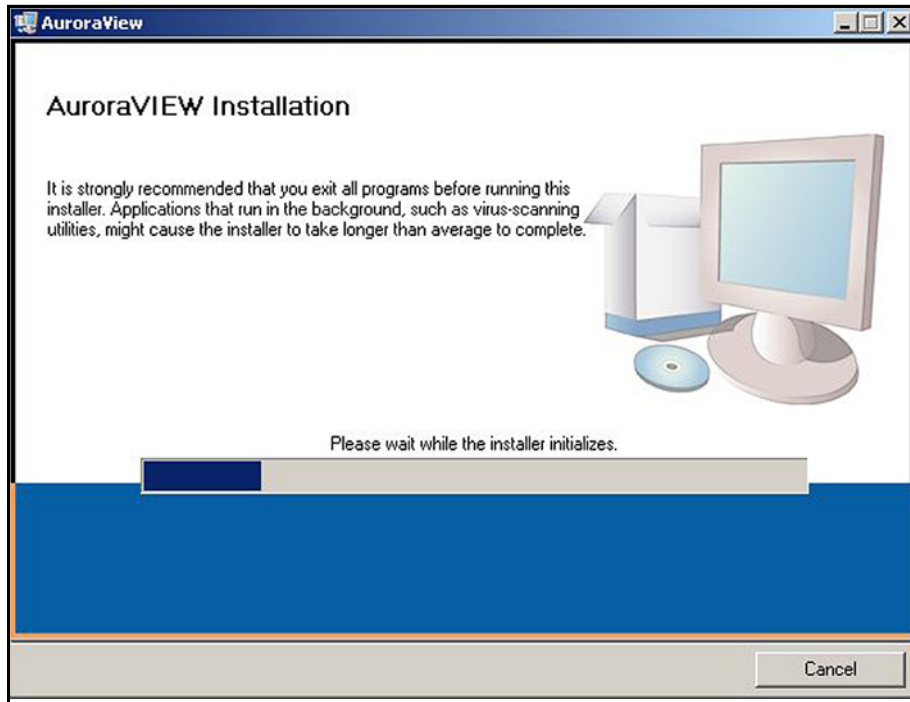 AuroraView
AuroraVIEW Installation
It is strongly recommended that you exit all programs before running this
installer. Applications that run in the background, such as virus-scanning
utilities, might cause the installer to take longer than average to complete.
Please wait while the installer initializes.
Cancel